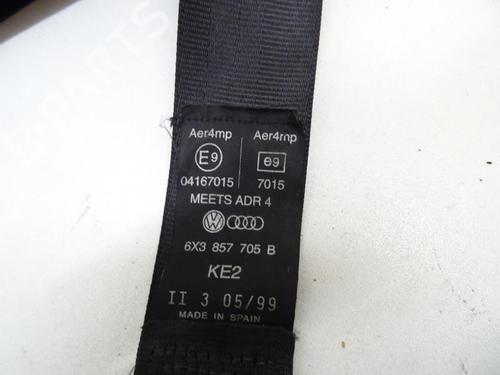 Aer4mp Aer4mp
E9 e9
04167015 7015
MEETS ADR 4
6X3 857 705 B
KE2
II 3 05/99
MADE IN SPAIN